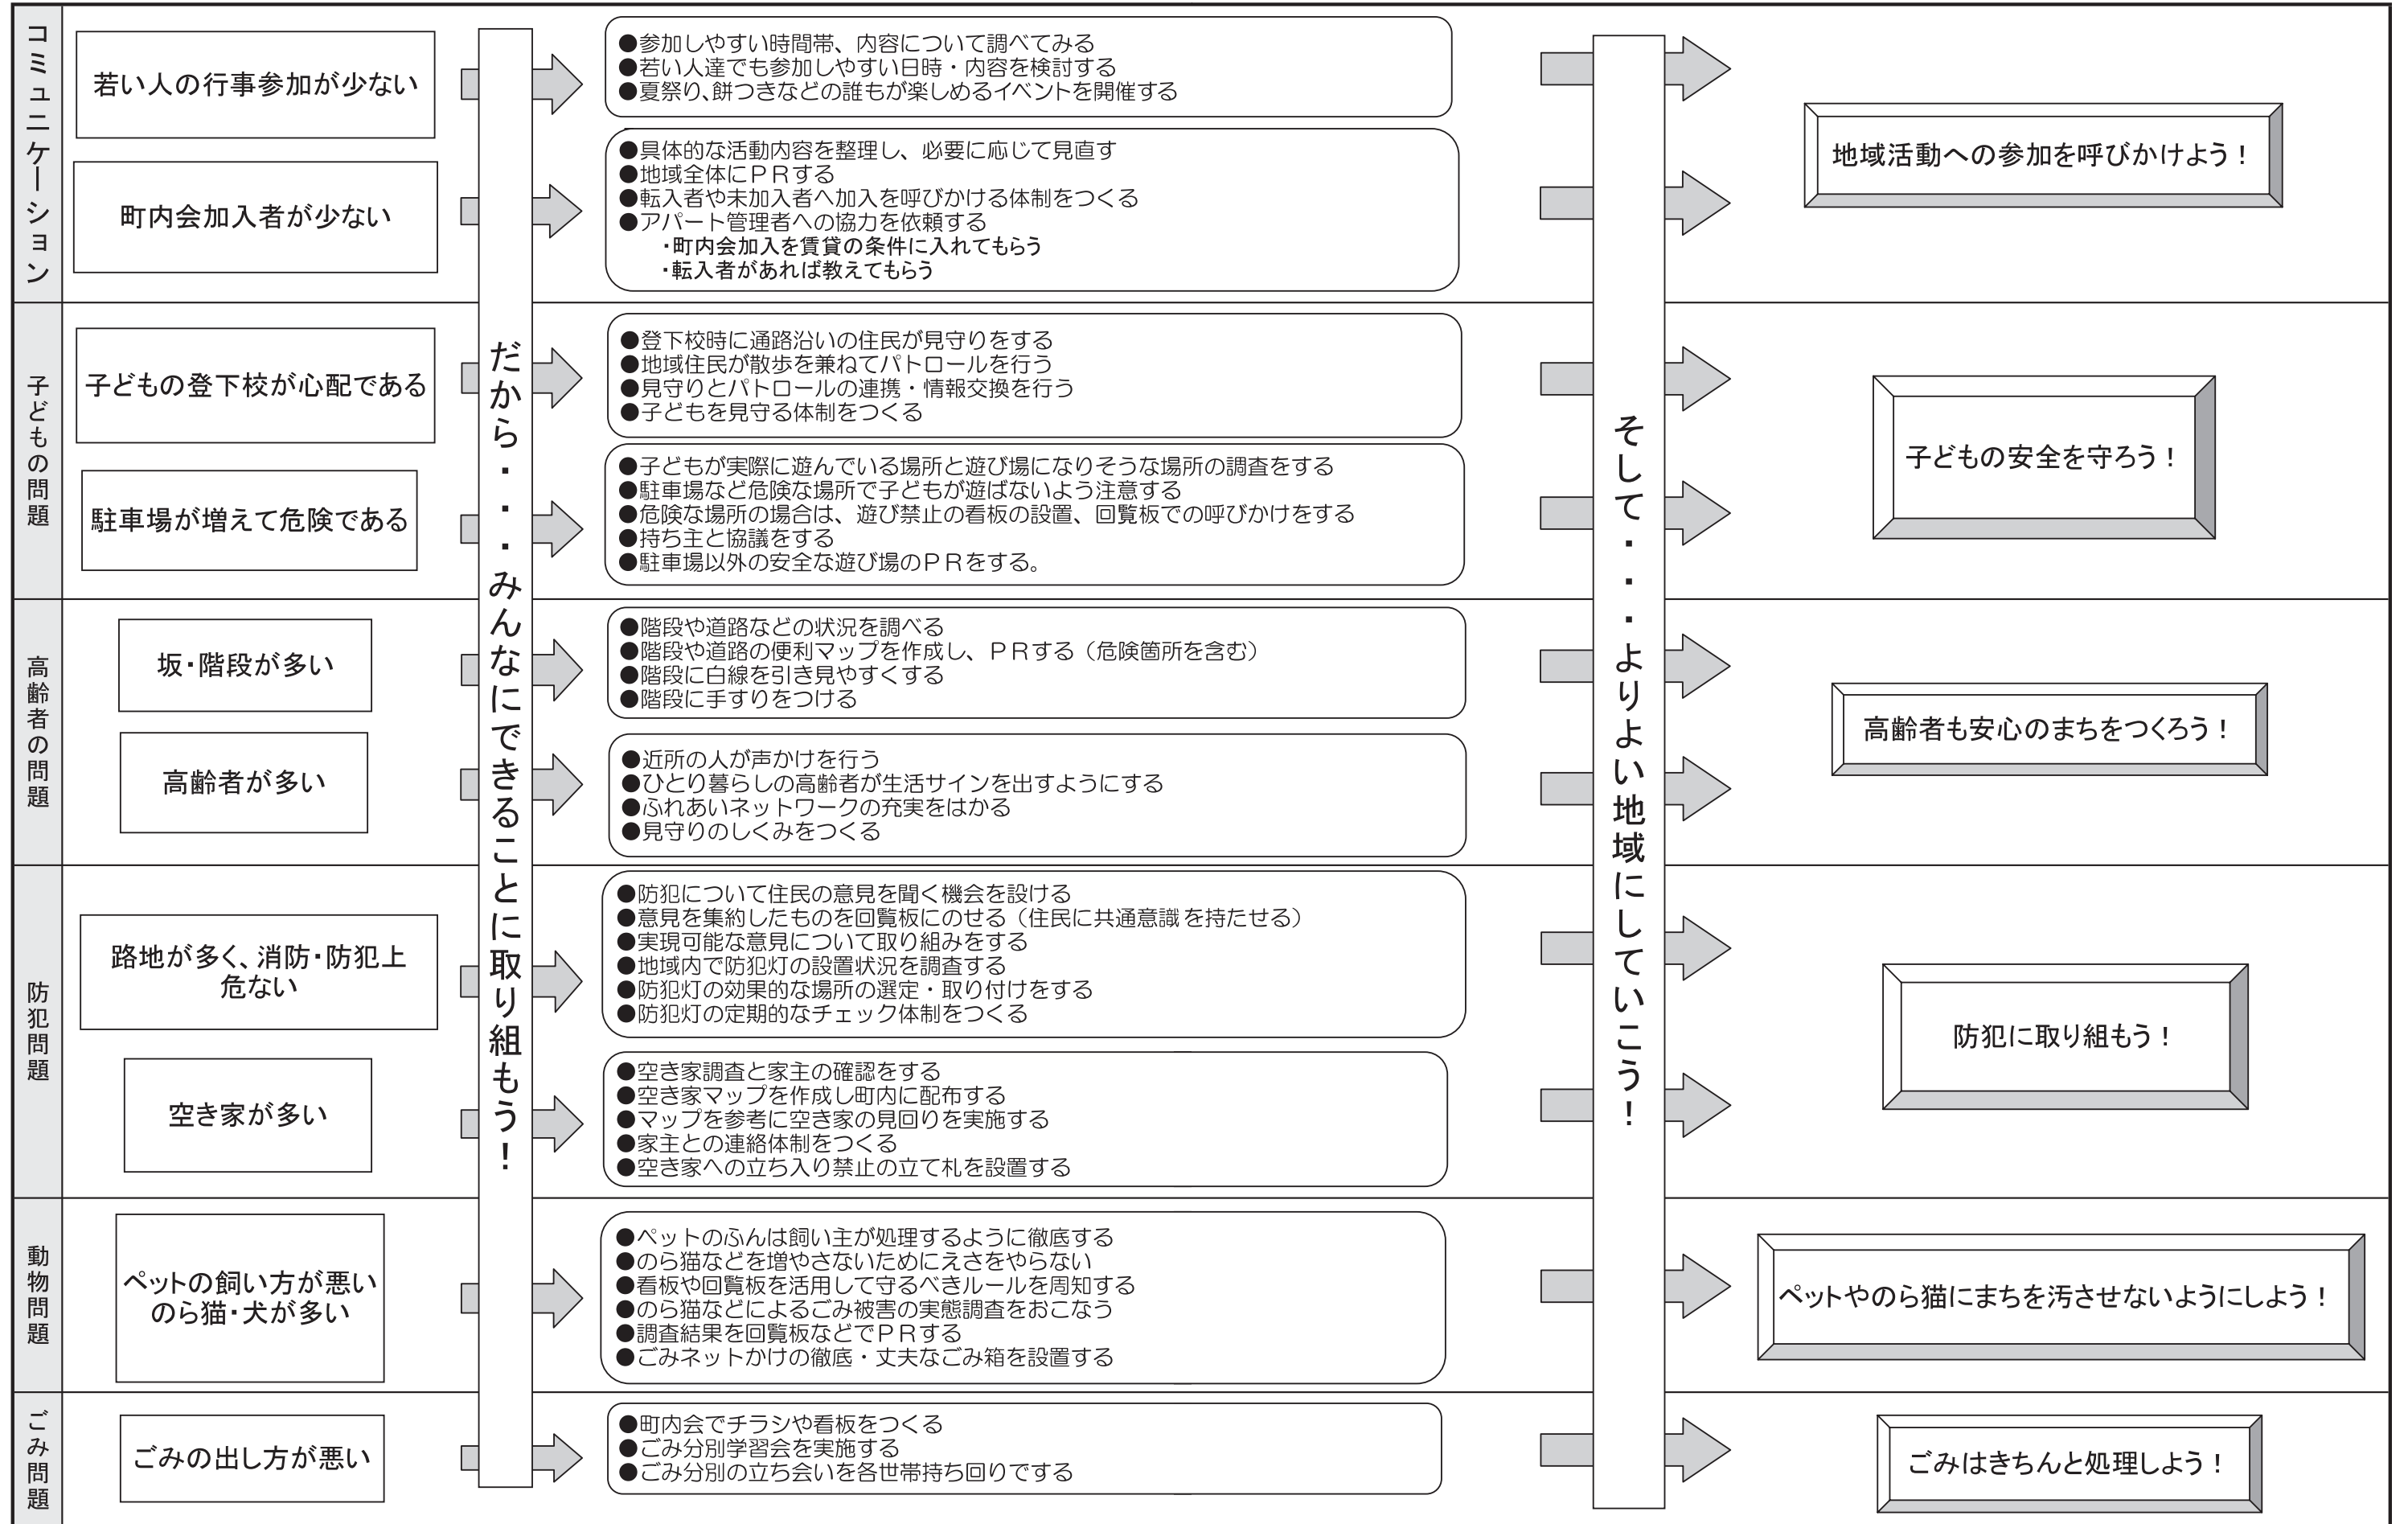 コミュニケーション
若い人の行事参加が少ない
●参加しやすい時間帯、内容について調べてみる
●若い人達でも参加しやすい日時・内容を検討する
●夏祭り、餅つきなどの誰もが楽しめるイベントを開催する
町内会加入者が少ない
●具体的な活動内容を整理し、必要に応じて見直す
●地域全体にＰＲする
●転入者や未加入者へ加入を呼びかける体制をつくる
●アパート管理者への協力を依頼する
・町内会加入を賃貸の条件に入れてもらう
・転入者があれば教えてもらう
地域活動への参加を呼びかけよう！
だから・・・みんなにできることに取り組もう！
そして・・・よりよい地域にしていこう！
子どもの問題
子どもの登下校が心配である
●登下校時に通路沿いの住民が見守りをする
●地域住民が散歩を兼ねてパトロールを行う
●見守りとパトロールの連携・情報交換を行う
●子どもを見守る体制をつくる
駐車場が増えて危険である
●子どもが実際に遊んでいる場所と遊び場になりそうな場所の調査をする
●駐車場など危険な場所で子どもが遊ばないよう注意する
●危険な場所の場合は、遊び禁止の看板の設置、回覧板での呼びかけをする
●持ち主と協議をする
●駐車場以外の安全な遊び場のＰＲをする。
子どもの安全を守ろう！
高齢者の問題
坂・階段が多い
●階段や道路などの状況を調べる
●階段や道路の便利マップを作成し、ＰＲする（危険箇所を含む）
●階段に白線を引き見やすくする
●階段に手すりをつける
高齢者が多い
●近所の人が声かけを行う
●ひとり暮らしの高齢者が生活サインを出すようにする
●ふれあいネットワークの充実をはかる
●見守りのしくみをつくる
高齢者も安心のまちをつくろう！
防犯問題
路地が多く、消防・防犯上
危ない
●防犯について住民の意見を聞く機会を設ける
●意見を集約したものを回覧板にのせる（住民に共通意識を持たせる）
●実現可能な意見について取り組みをする
●地域内で防犯灯の設置状況を調査する
●防犯灯の効果的な場所の選定・取り付けをする
●防犯灯の定期的なチェック体制をつくる
空き家が多い
●空き家調査と家主の確認をする
●空き家マップを作成し町内に配布する
●マップを参考に空き家の見回りを実施する
●家主との連絡体制をつくる
●空き家への立ち入り禁止の立て札を設置する
防犯に取り組もう！
動物問題
ペットの飼い方が悪い
のら猫・犬が多い
●ペットのふんは飼い主が処理するように徹底する
●のら猫などを増やさないためにえさをやらない
●看板や回覧板を活用して守るべきルールを周知する
●のら猫などによるごみ被害の実態調査をおこなう
●調査結果を回覧板などでＰＲする
●ごみネットかけの徹底・丈夫なごみ箱を設置する
ペットやのら猫にまちを汚させないようにしよう！
ごみ問題
ごみの出し方が悪い
●町内会でチラシや看板をつくる
●ごみ分別学習会を実施する
●ごみ分別の立ち会いを各世帯持ち回りでする
ごみはきちんと処理しよう！